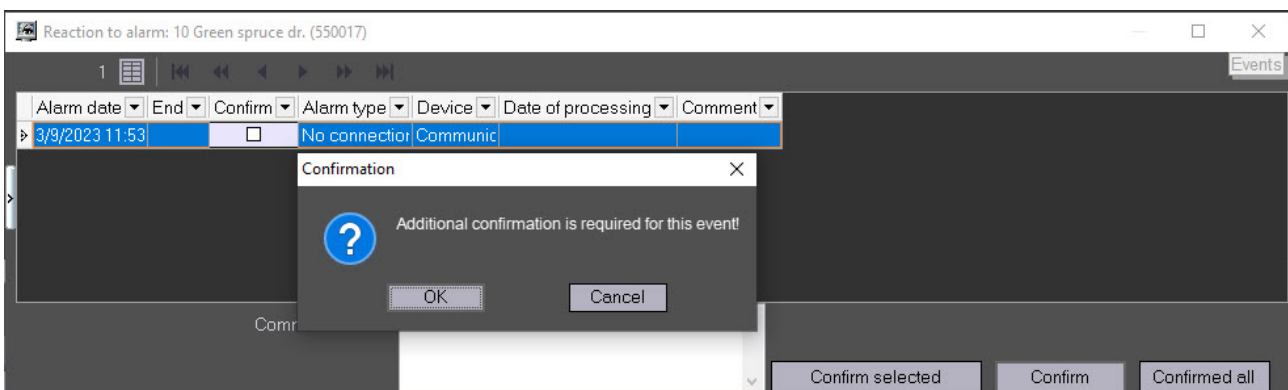 Reaction to alarm: 10 Green spruce dr. (550017)
1
Events
Alarm date End Confirm Alarm type Device Date of processing Comment
3/9/2023 11:53 No connection Communic
Confirmation
Additional confirmation is required for this event!
OK Cancel
Comm
Confirm selected Confirm Confirmed all